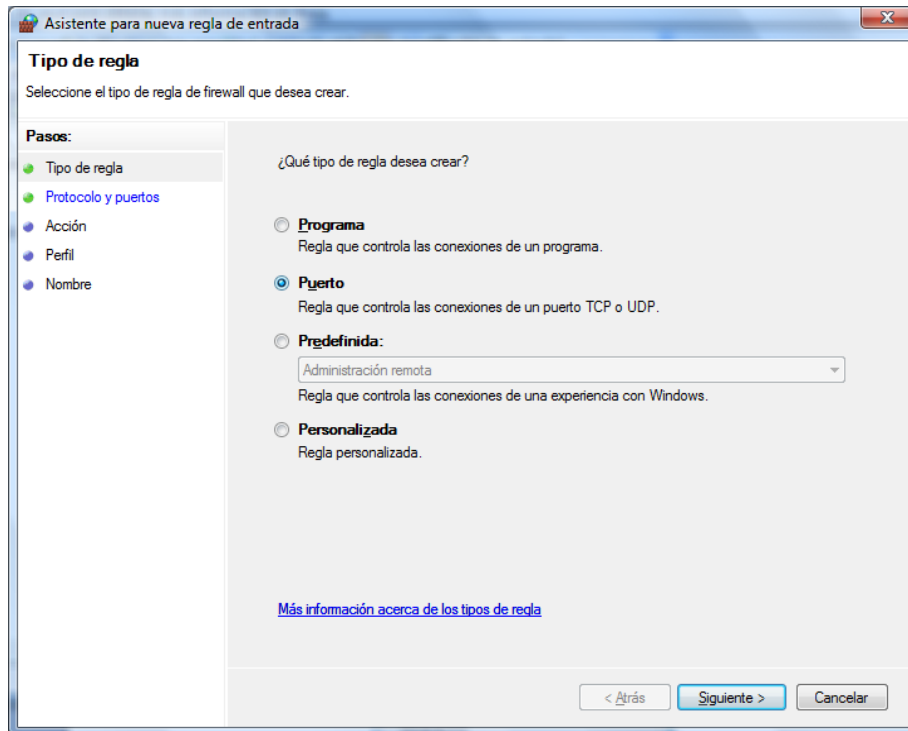 Asistente para nueva regla de entrada
Tipo de regla
Seleccione el tipo de regla de firewall que desea crear.
Pasos:
Tipo de regla
Protocolo y puertos
Acción
Perfil
Nombre
¿Qué tipo de regla desea crear?
Programa
Regla que controla las conexiones de un programa.
Puerto
Regla que controla las conexiones de un puerto TCP o UDP.
Predefinida:
Administración remota
Regla que controla las conexiones de una experiencia con Windows.
Personalizada
Regla personalizada.
Más información acerca de los tipos de regla
< Atrás
Siguiente >
Cancelar